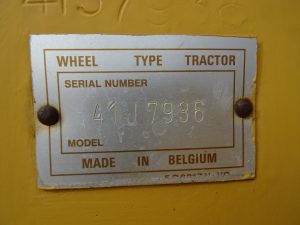 WHEEL TYPE TRACTOR
SERIAL NUMBER
41J7936
MODEL
MADE IN BELGIUM